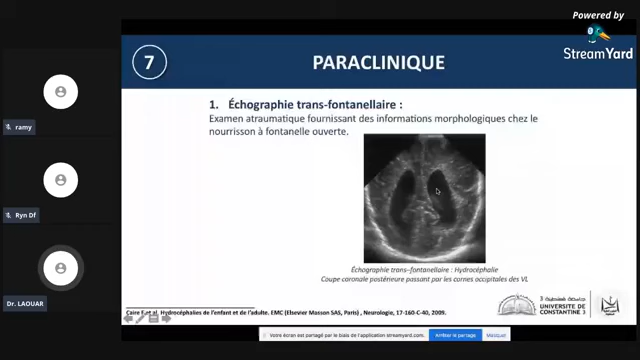 Powered by
StreamYard
7
PARACLINIQUE
1. Échographie trans-fontanellaire :
Examen atraumatique fournissant des informations morphologiques chez le
nourrisson à fontanelle ouverte.
ramy
Ryn Df
Dr. LAOUAR
Échographie trans–fontanellaire : Hydrocéphalie
Coupe coronale postérieure passant par les cornes occipitales des VL
Caire F.et al. Hydrocéphalies de l'enfant et de l'adulte. EMC (Elsevier Masson SAS, Paris) , Neurologie, 17-160-C-40, 2009.
UNIVERSITÉ DE
CONSTANTINE 3
Votre écran est partagé par le biais de l'application streamyard.com.
Arrêter le partage
Masquer